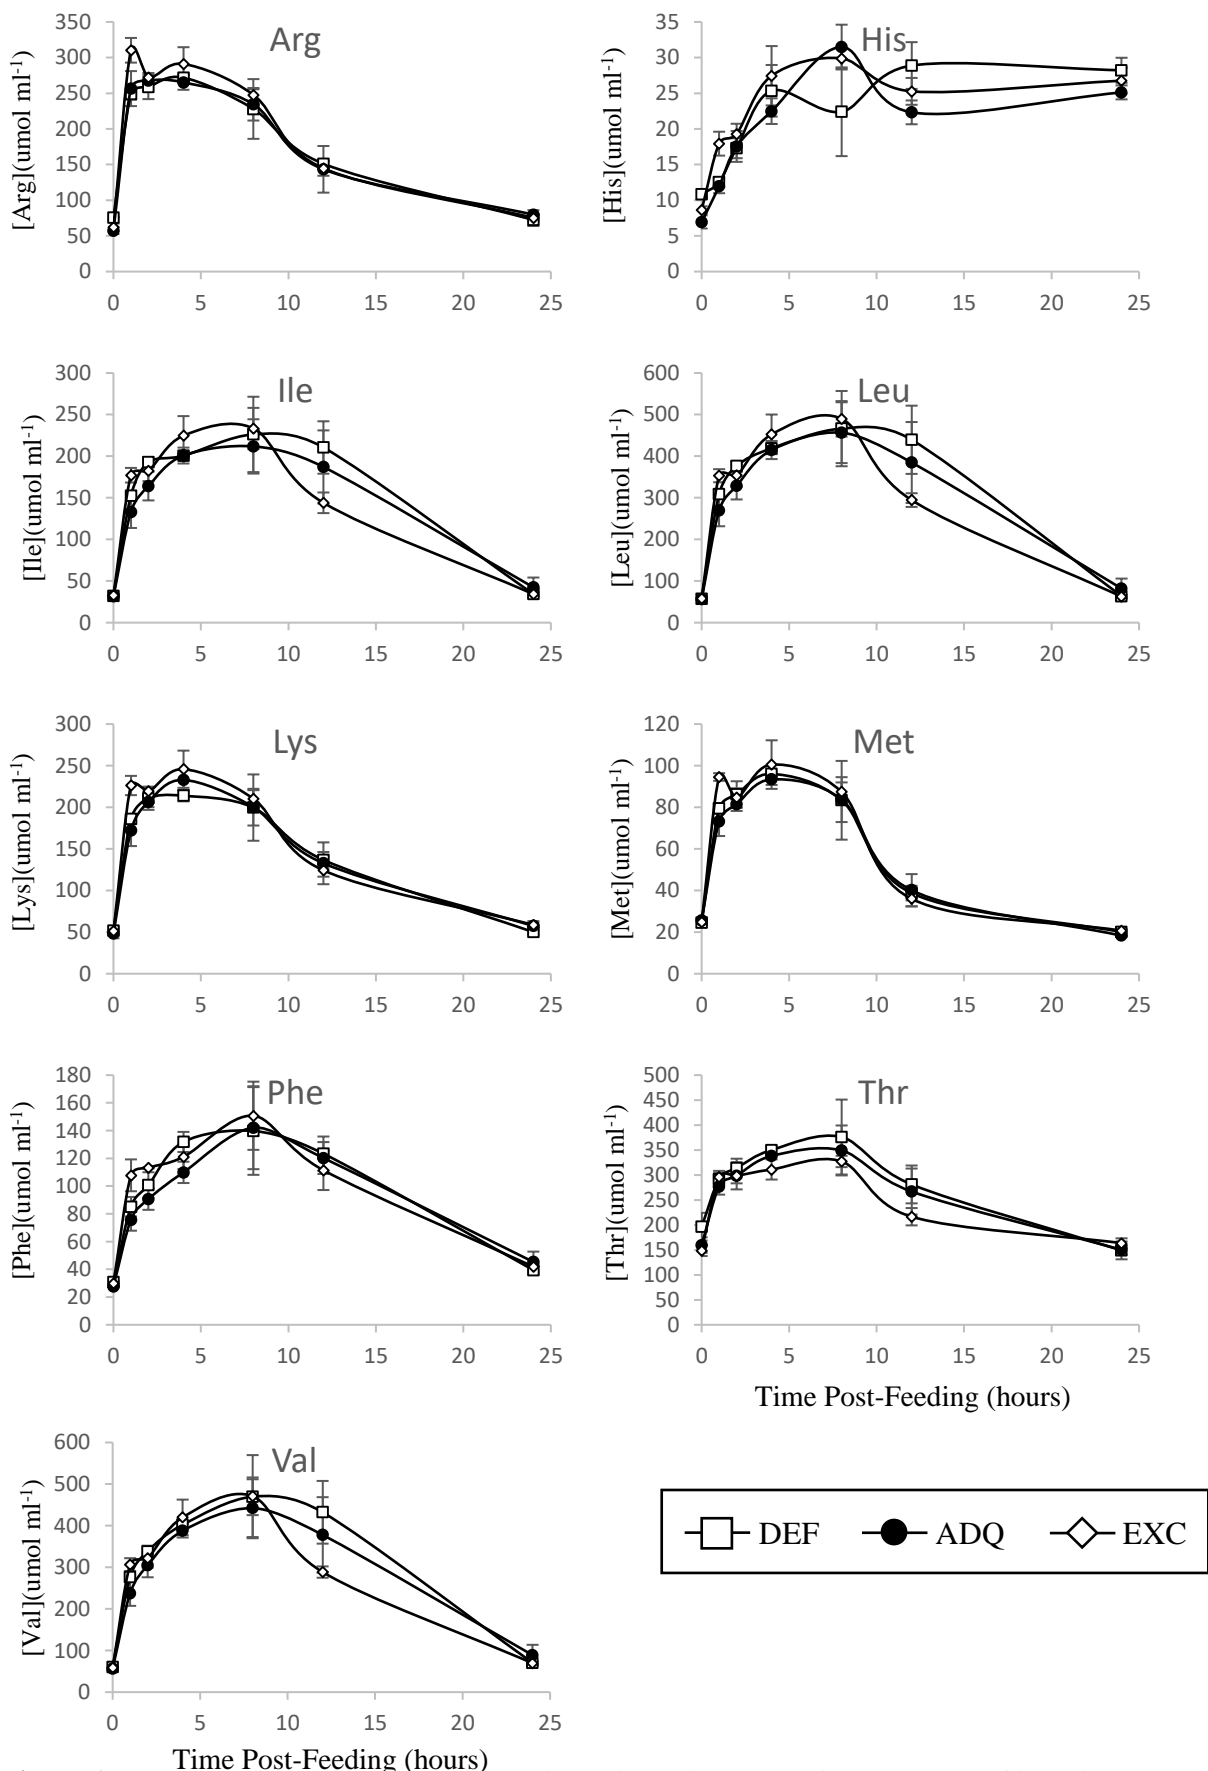 Arg
[Arg](umol ml-1)
350
300
250
200
150
100
50
0
0 5 10 15 20 25
His
[His](umol ml-1)
35
30
25
20
15
10
5
0
0 5 10 15 20 25
Ile
[Ile](umol ml-1)
300
250
200
150
100
50
0
0 5 10 15 20 25
Leu
[Leu](umol ml-1)
600
500
400
300
200
100
0
0 5 10 15 20 25
Lys
[Lys](umol ml-1)
300
250
200
150
100
50
0
0 5 10 15 20 25
Met
[Met](umol ml-1)
120
100
80
60
40
20
0
0 5 10 15 20 25
Phe
[Phe](umol ml-1)
180
160
140
120
100
80
60
40
20
0
0 5 10 15 20 25
Thr
[Thr](umol ml-1)
500
450
400
350
300
250
200
150
100
50
0
0 5 10 15 20 25
Time Post-Feeding (hours)
Val
[Val](umol ml-1)
600
500
400
300
200
100
0
0 5 10 15 20 25
Time Post-Feeding (hours)
DEF ADQ EXC